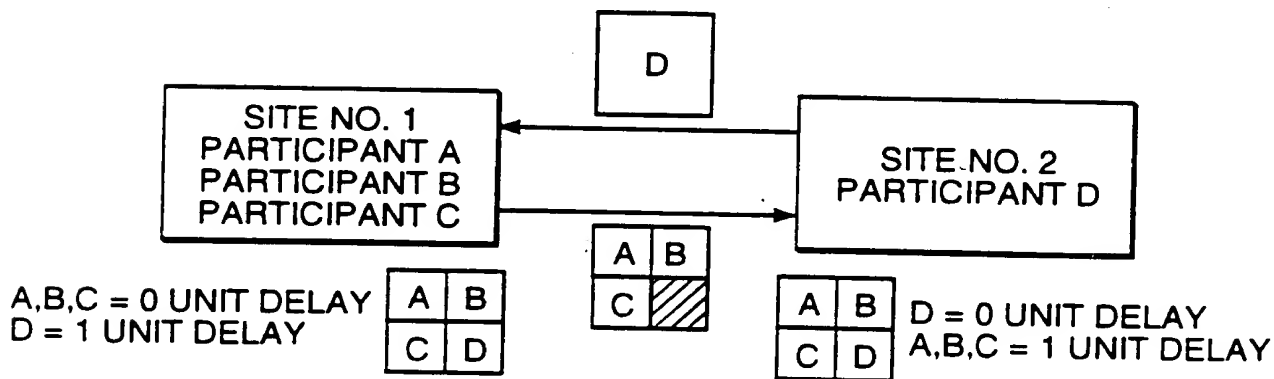 D
SITE NO. 1
PARTICIPANT A
PARTICIPANT B
PARTICIPANT C
SITE NO. 2
PARTICIPANT D
A B
C
A,B,C = 0 UNIT DELAY
D = 1 UNIT DELAY
A B
C D
A B
C D
D = 0 UNIT DELAY
A,B,C = 1 UNIT DELAY